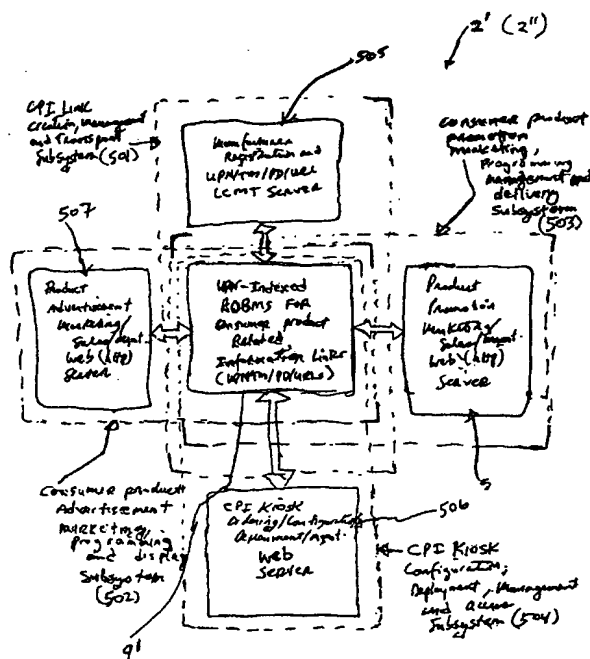 2' (2'')
505
CPI Link
Creation, Management
and Transport
Subsystem (501)
Manufacturer
Registration and
UPN/TM/PD/URL
LCMT SERVER
Consumer product
promotion
marketing,
programming
management and
delivery
Subsystem
(503)
507
Product
Advertisement
Marketing/
Sales/mgmt.
Web (http)
Server
UPN-Indexed
RDBMS FOR
Consumer product
Related
Information Links
(UPN/TM/PD/URLs)
Product
Promotion
Marketing/
Sales/mgmt
Web (http)
Server
5
Consumer product
Advertisement
marketing,
programming
and display
Subsystem
(502)
CPI Kiosk
Ordering/Configuration
Deployment/mgmt.
Web
SERVER
506
CPI Kiosk
Configuration,
Deployment, Management
and Access
Subsystem (504)
9'